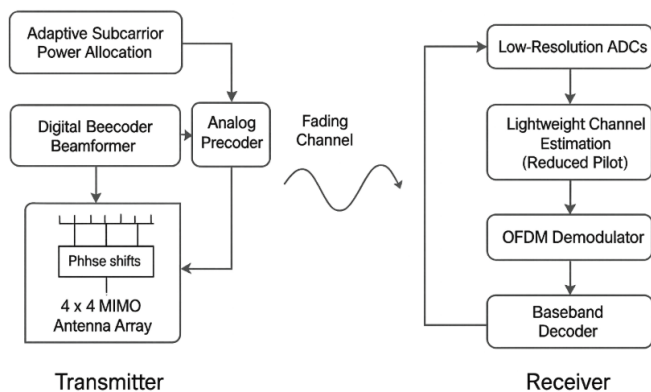 Adaptive Subcarrior
Power Allocation
Digital Beecoder
Beamformer
Analog
Precoder
Phhse shifts
4 x 4 MIMO
Antenna Array
Transmitter
Fading
Channel
Low-Resolution ADCs
Lightweight Channel
Estimation
(Reduced Pilot)
OFDM Demodulator
Baseband
Decoder
Receiver